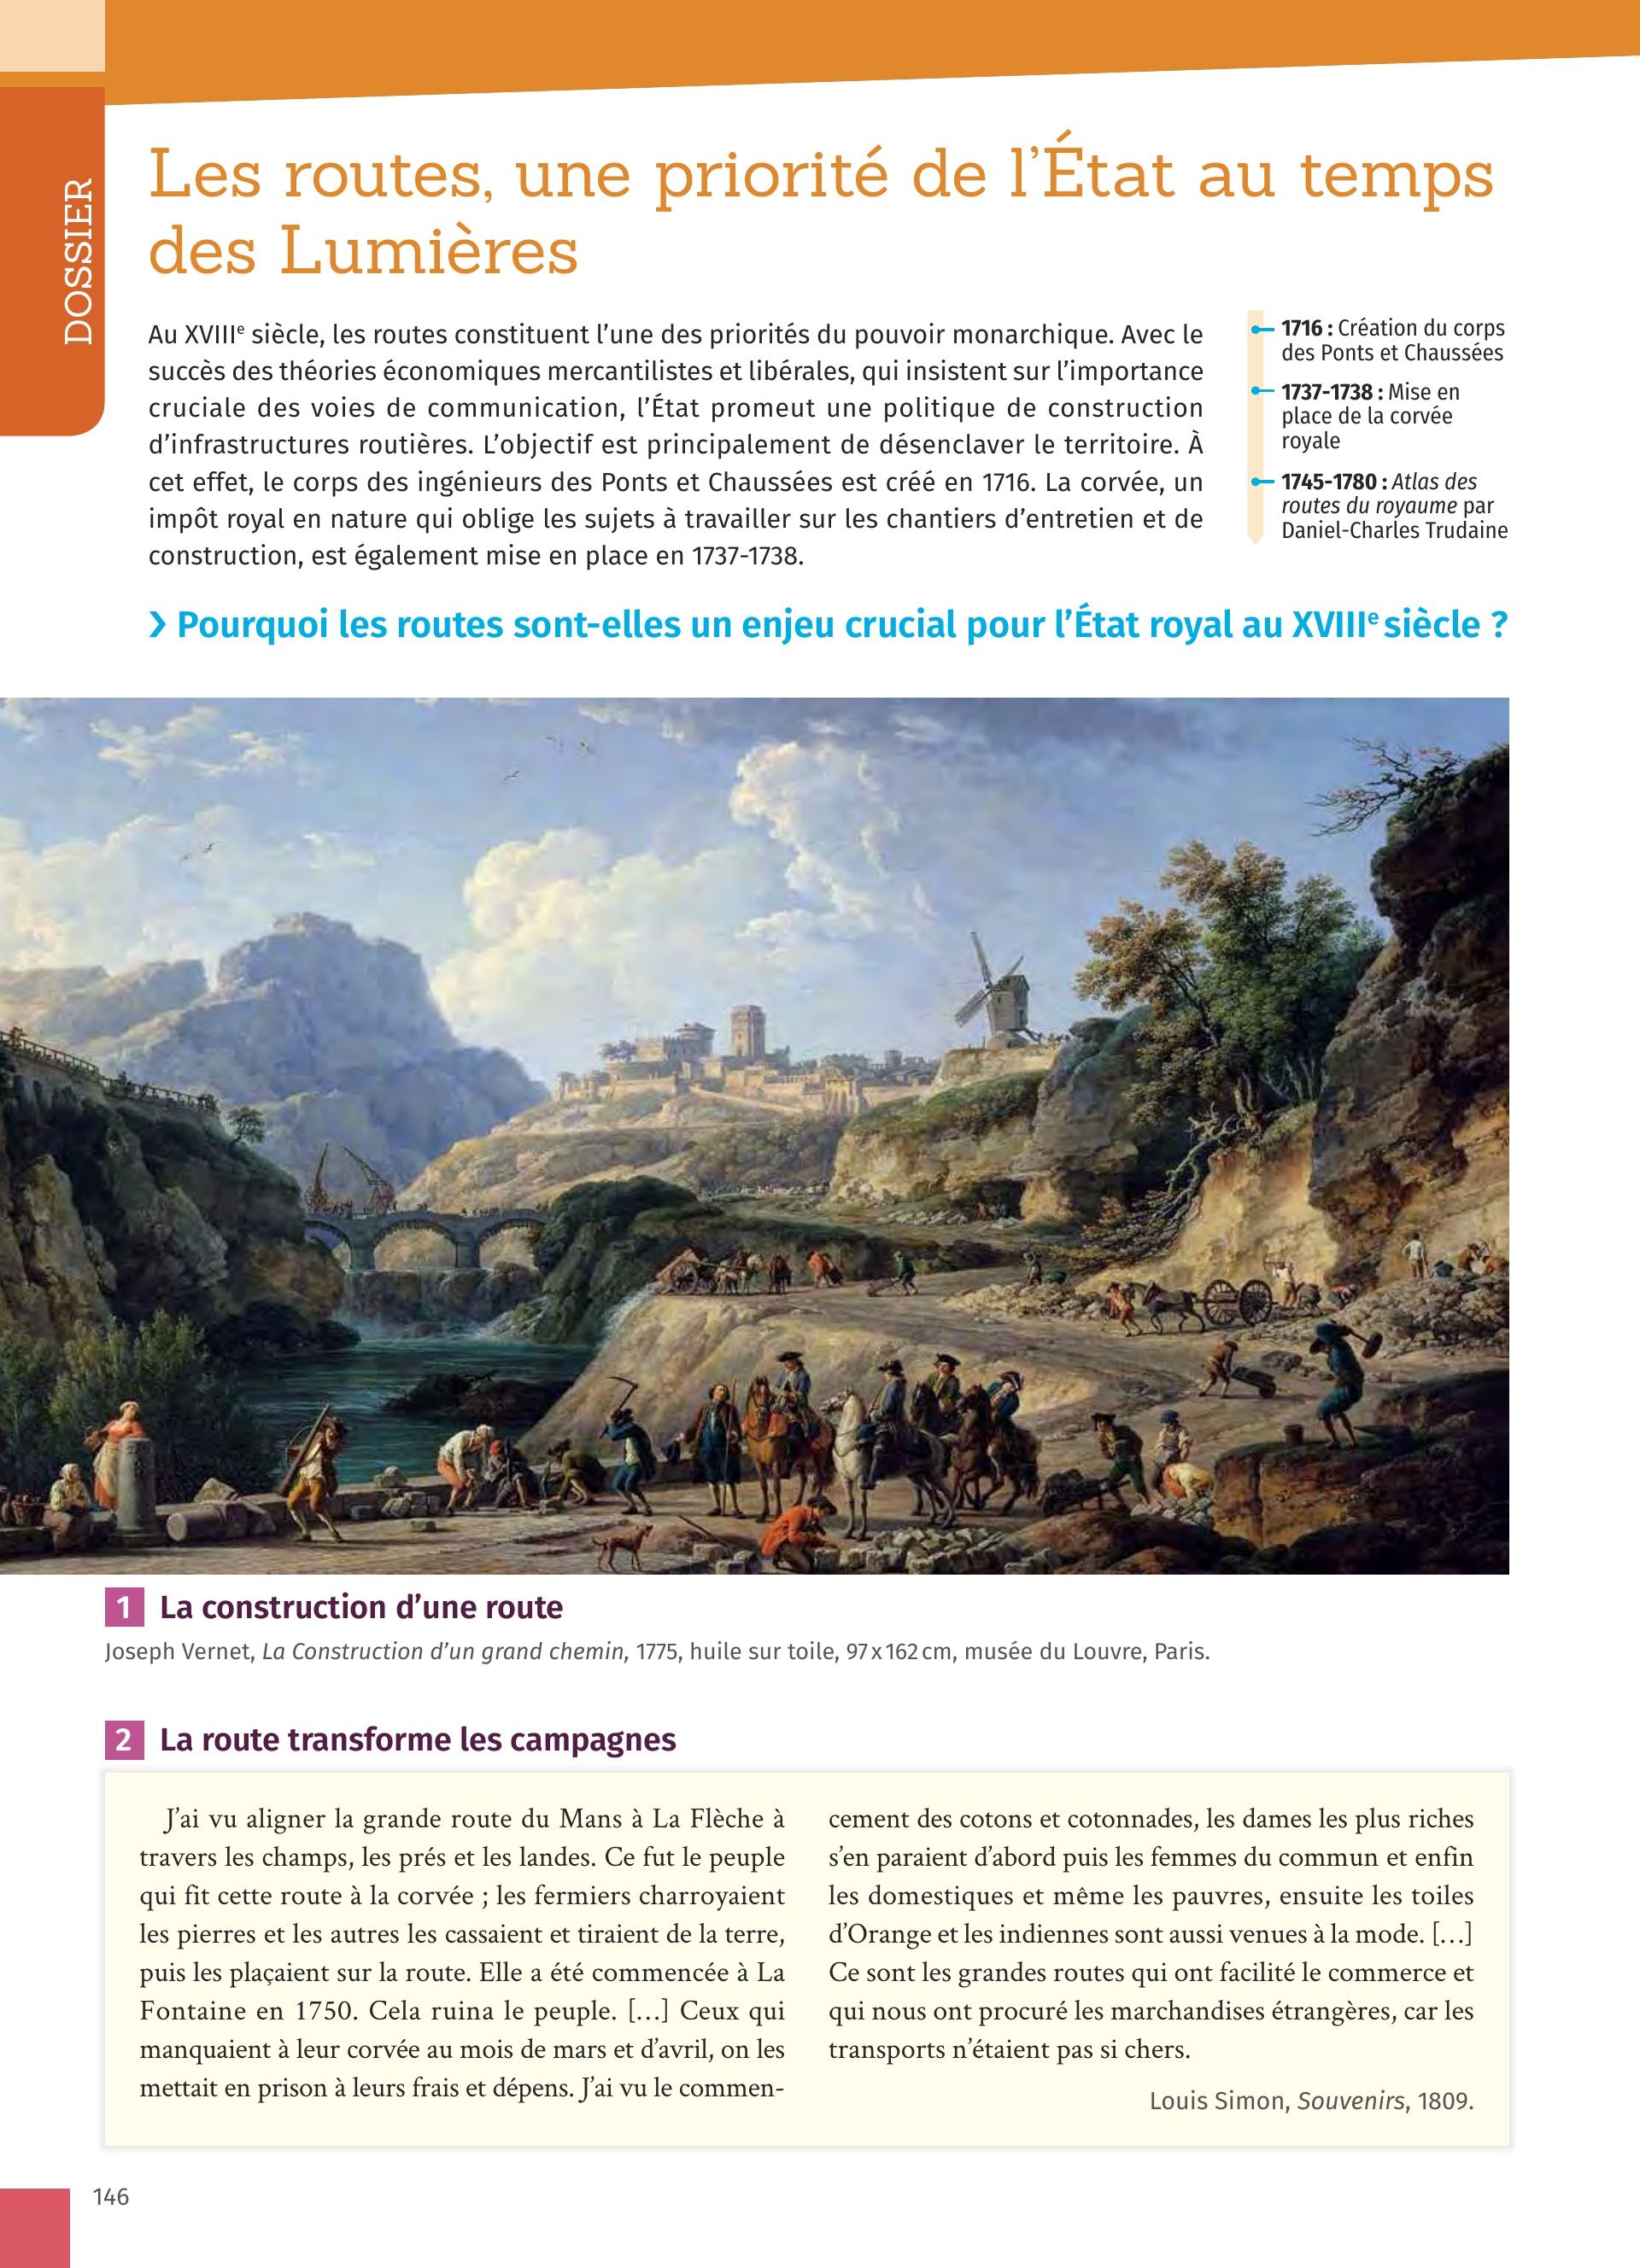 DOSSIER
Les routes, une priorité de l’État au temps
des Lumières
Au XVIIIe siècle, les routes constituent l’une des priorités du pouvoir monarchique. Avec le
succès des théories économiques mercantilistes et libérales, qui insistent sur l’importance
cruciale des voies de communication, l’État promeut une politique de construction
d’infrastructures routières. L’objectif est principalement de désenclaver le territoire. À
cet effet, le corps des ingénieurs des Ponts et Chaussées est créé en 1716. La corvée, un
impôt royal en nature qui oblige les sujets à travailler sur les chantiers d’entretien et de
construction, est également mise en place en 1737-1738.
1716 : Création du corps
des Ponts et Chaussées
1737-1738 : Mise en
place de la corvée
royale
1745-1780 : Atlas des
routes du royaume par
Daniel-Charles Trudaine
› Pourquoi les routes sont-elles un enjeu crucial pour l’État royal au XVIIIe siècle ?
1 La construction d’une route
Joseph Vernet, La Construction d’un grand chemin, 1775, huile sur toile, 97 x 162 cm, musée du Louvre, Paris.
2 La route transforme les campagnes
J’ai vu aligner la grande route du Mans à La Flèche à
travers les champs, les prés et les landes. Ce fut le peuple
qui fit cette route à la corvée ; les fermiers charroyaient
les pierres et les autres les cassaient et tiraient de la terre,
puis les plaçaient sur la route. Elle a été commencée à La
Fontaine en 1750. Cela ruina le peuple. […] Ceux qui
manquaient à leur corvée au mois de mars et d’avril, on les
mettait en prison à leurs frais et dépens. J’ai vu le commen-
cement des cotons et cotonnades, les dames les plus riches
s’en paraient d’abord puis les femmes du commun et enfin
les domestiques et même les pauvres, ensuite les toiles
d’Orange et les indiennes sont aussi venues à la mode. […]
Ce sont les grandes routes qui ont facilité le commerce et
qui nous ont procuré les marchandises étrangères, car les
transports n’étaient pas si chers.
Louis Simon, Souvenirs, 1809.
146